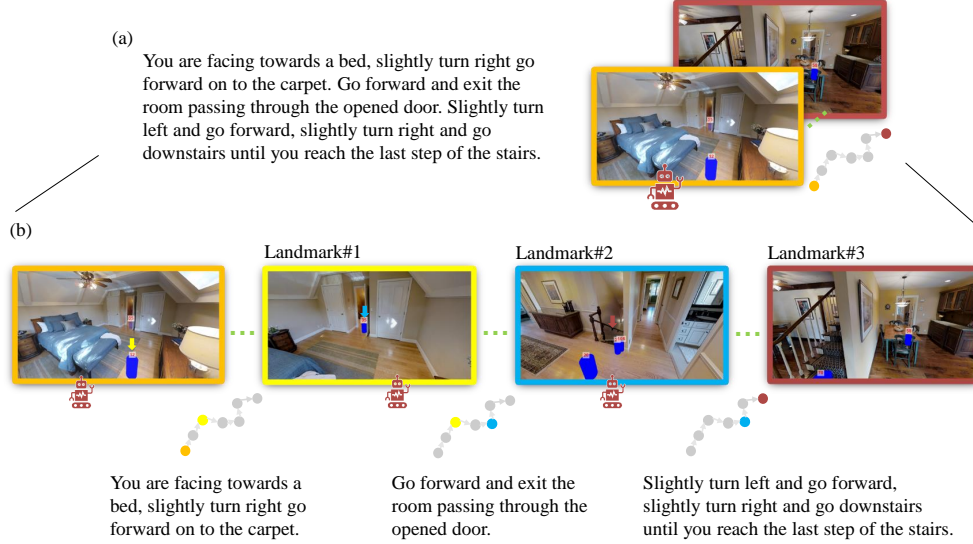 (a)
You are facing towards a bed, slightly turn right go
forward on to the carpet. Go forward and exit the
room passing through the opened door. Slightly turn
left and go forward, slightly turn right and go
downstairs until you reach the last step of the stairs.
(b)
Landmark#1
Landmark#2
Landmark#3
You are facing towards a
bed, slightly turn right go
forward on to the carpet.
Go forward and exit the
room passing through the
opened door.
Slightly turn left and go forward,
slightly turn right and go downstairs
until you reach the last step of the stairs.